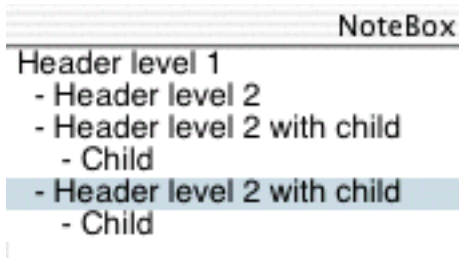 NoteBox
Header level 1
- Header level 2
- Header level 2 with child
- Child
- Header level 2 with child
- Child